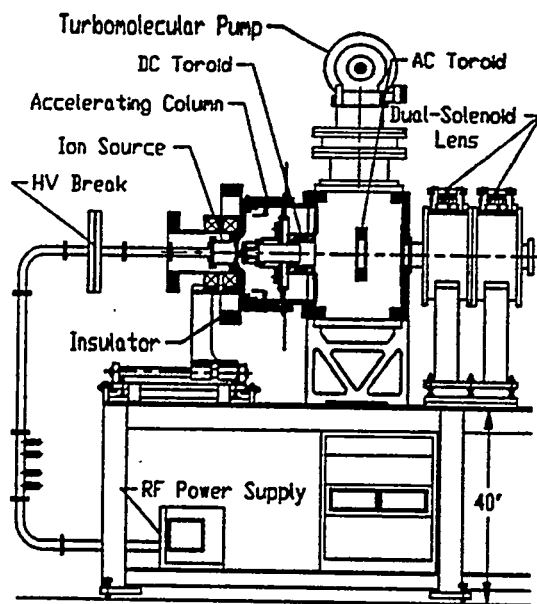 Turbomolecular Pump
DC Toroid
AC Toroid
Accelerating Column
Dual-Solenoid
Lens
Ion Source
HV Break
Insulator
RF Power Supply
40"